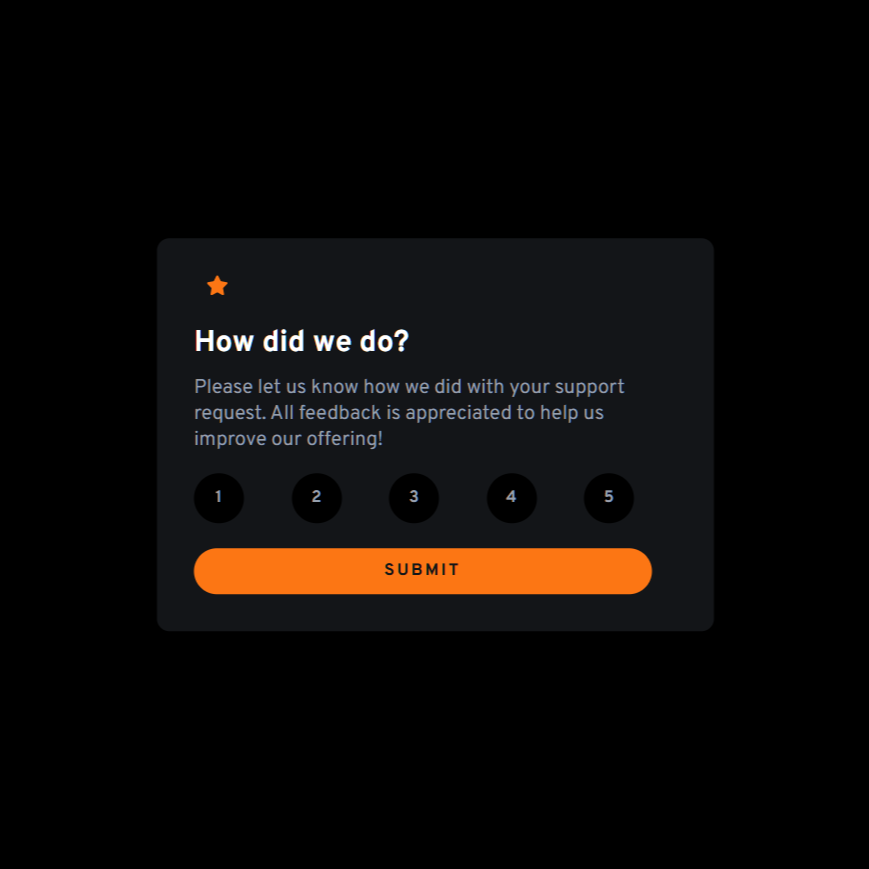 How did we do?
Please let us know how we did with your support
request. All feedback is appreciated to help us
improve our offering!
1 2 3 4 5
SUBMIT